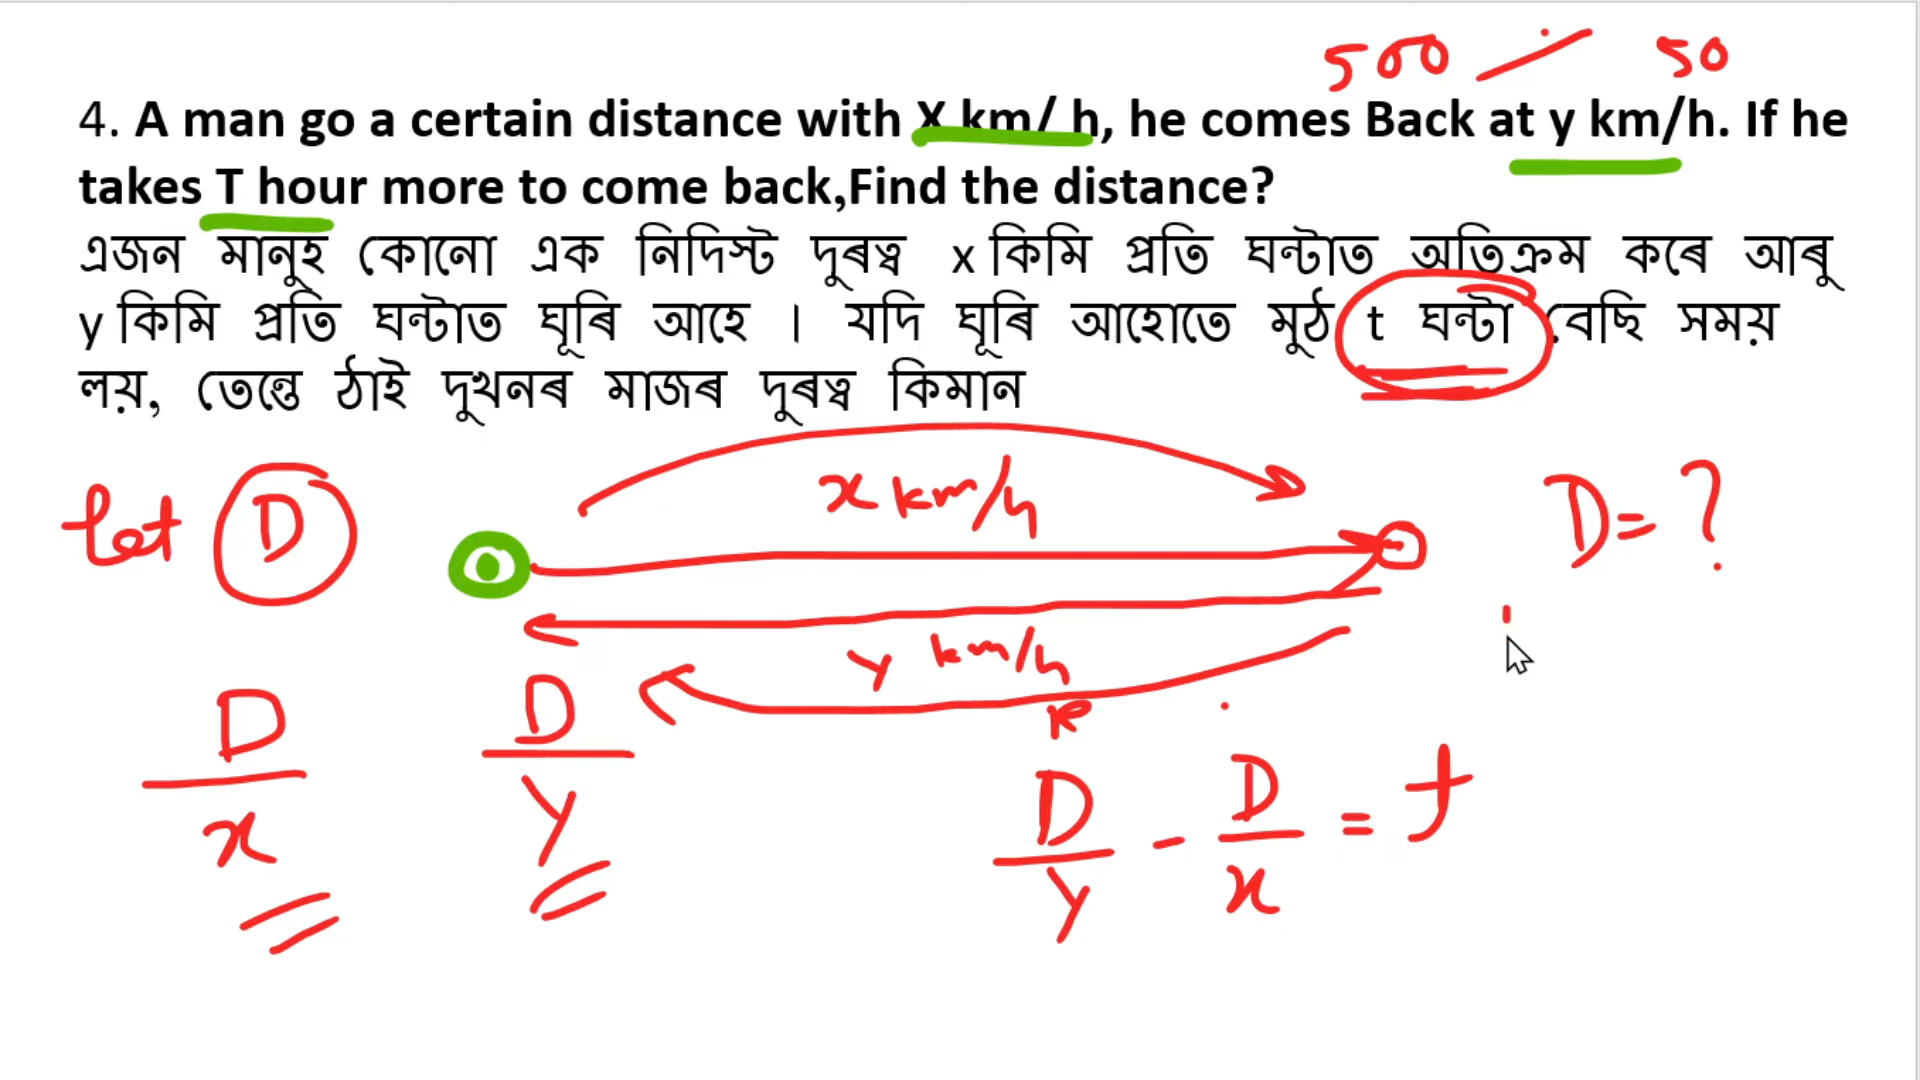 500 50
4. A man go a certain distance with X km/ h, he comes Back at y km/h. If he
takes T hour more to come back,Find the distance?
এজন মানুহ কোনো এক নিদিস্ট দুৰত্ব x কিমি প্ৰতি ঘন্টাত অতিক্ৰম কৰে আৰু
y কিমি প্ৰতি ঘন্টাত ঘূৰি আহে । যদি ঘূৰি আহোতে মুঠ t ঘন্টা বেছি সময়
লয়, তেন্তে ঠাই দুখনৰ মাজৰ দুৰত্ব কিমান
let D x km/h D = ?
y km/h
D/x D/y D/y - D/x = t